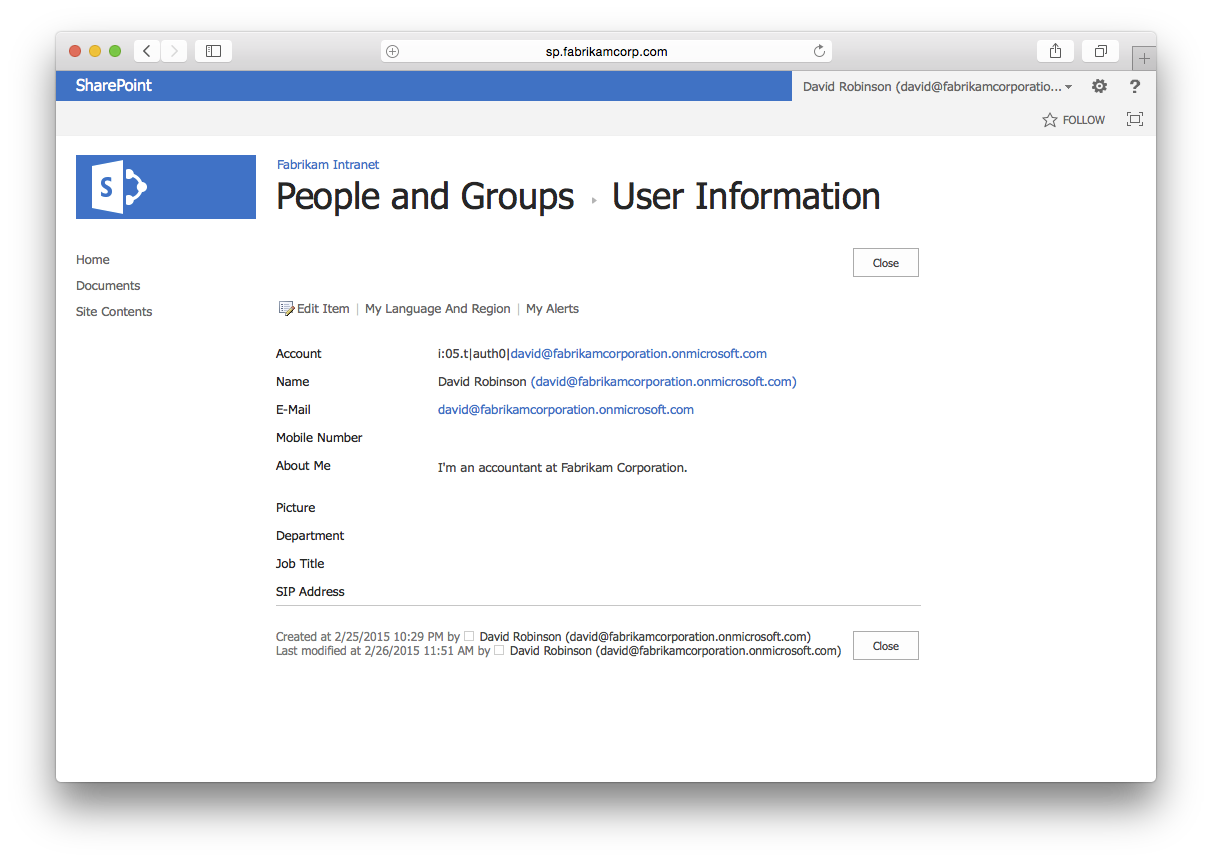 sp.fabrikamcorp.com
SharePoint
David Robinson (david@fabrikamcorporatio...
?
FOLLOW
S
Fabrikam Intranet
People and Groups ▸ User Information
Home
Documents
Site Contents
Close
Edit Item | My Language And Region | My Alerts
Account i:05.t|auth0|david@fabrikamcorporation.onmicrosoft.com
Name David Robinson (david@fabrikamcorporation.onmicrosoft.com)
E-Mail david@fabrikamcorporation.onmicrosoft.com
Mobile Number
About Me I'm an accountant at Fabrikam Corporation.
Picture
Department
Job Title
SIP Address
Created at 2/25/2015 10:29 PM by David Robinson (david@fabrikamcorporation.onmicrosoft.com)
Last modified at 2/26/2015 11:51 AM by David Robinson (david@fabrikamcorporation.onmicrosoft.com)
Close